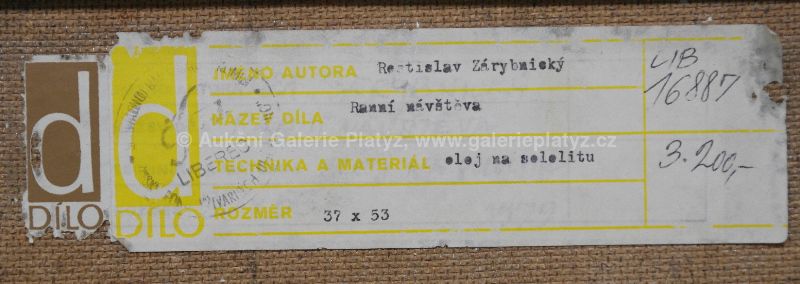 d DÍLO
d DÍLO
JMÉNO AUTORA Rostislav Zárybnický
NÁZEV DÍLA Ranní návštěva
© Aukční Galerie Platýz, www.galerieplatyz.cz
TECHNIKA A MATERIÁL olej na sololitu
ROZMĚR 37 x 53
LIB
16887
3.200,-
LIBEREC